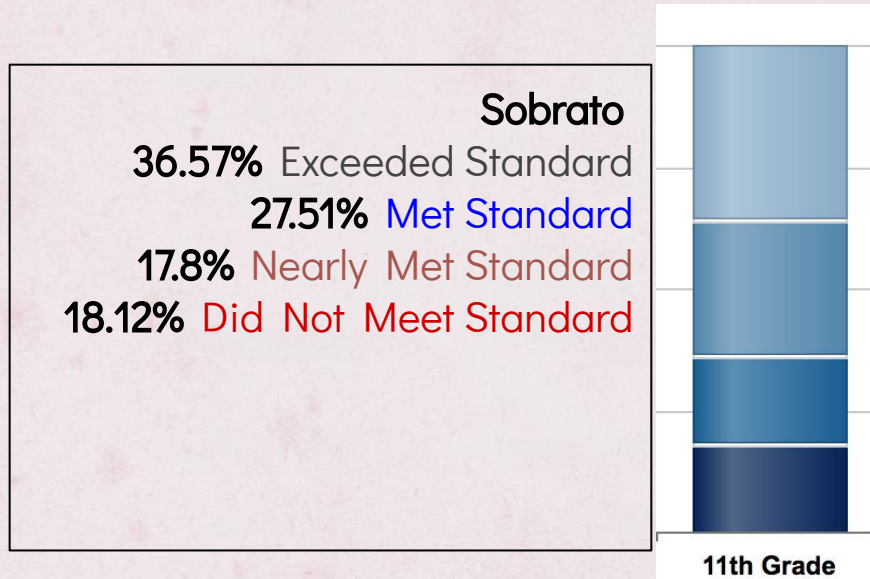 Sobrato
36.57% Exceeded Standard
27.51% Met Standard
17.8% Nearly Met Standard
18.12% Did Not Meet Standard
11th Grade